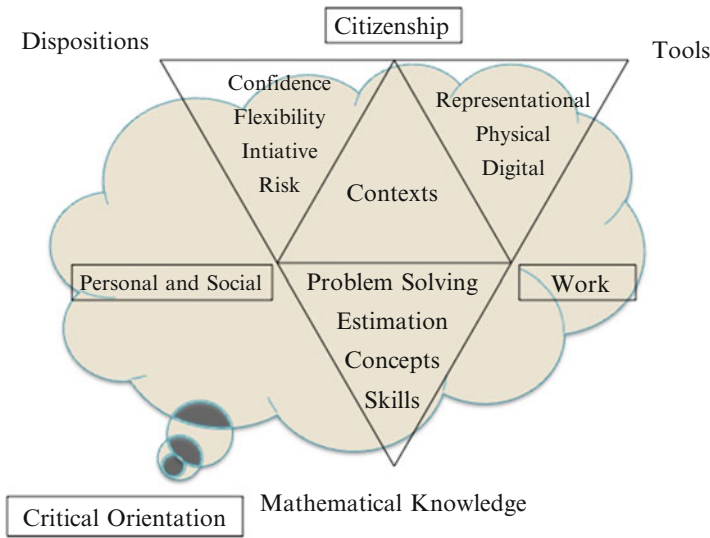 Citizenship
Dispositions
Tools
Confidence
Flexibility
Intiative
Risk
Representational
Physical
Digital
Contexts
Personal and Social
Problem Solving
Estimation
Concepts
Skills
Work
Critical Orientation
Mathematical Knowledge